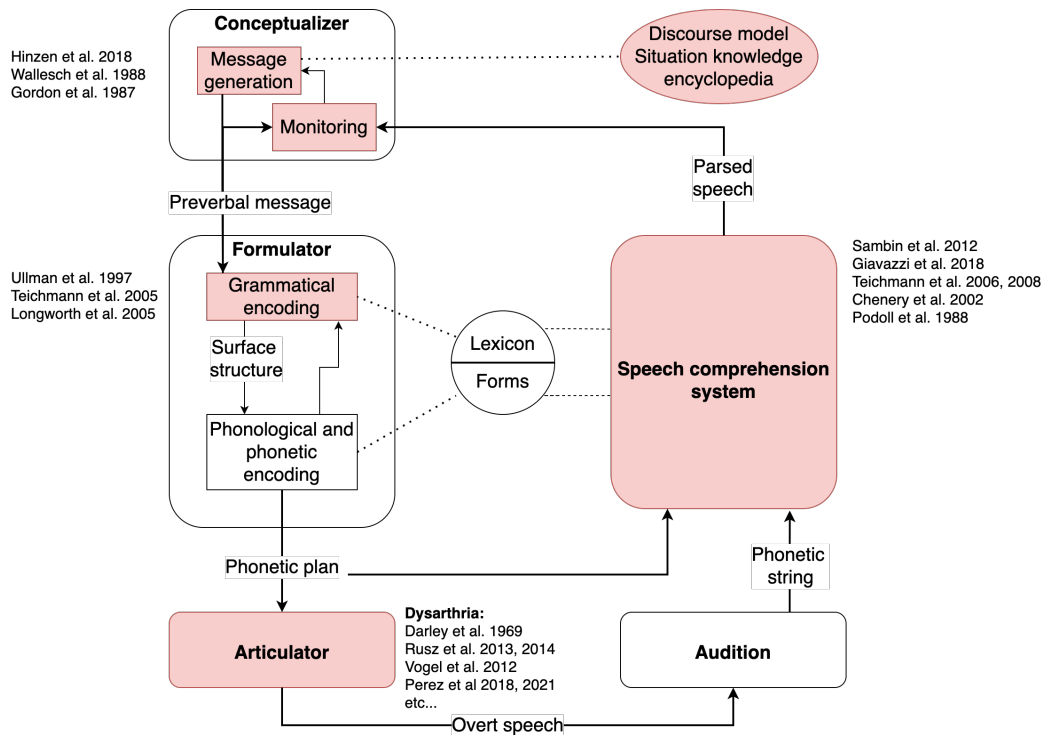 Conceptualizer
Hinzen et al. 2018
Wallesch et al. 1988
Gordon et al. 1987
Message
generation
Monitoring
Discourse model
Situation knowledge
encyclopedia
Preverbal message
Parsed
speech
Formulator
Ullman et al. 1997
Teichmann et al. 2005
Longworth et al. 2005
Grammatical
encoding
Surface
structure
Phonological and
phonetic
encoding
Lexicon
Forms
Speech comprehension
system
Sambin et al. 2012
Giavazzi et al. 2018
Teichmann et al. 2006, 2008
Chenery et al. 2002
Podoll et al. 1988
Phonetic plan
Phonetic
string
Articulator
Dysarthria:
Darley et al. 1969
Rusz et al. 2013, 2014
Vogel et al. 2012
Perez et al 2018, 2021
etc...
Audition
Overt speech